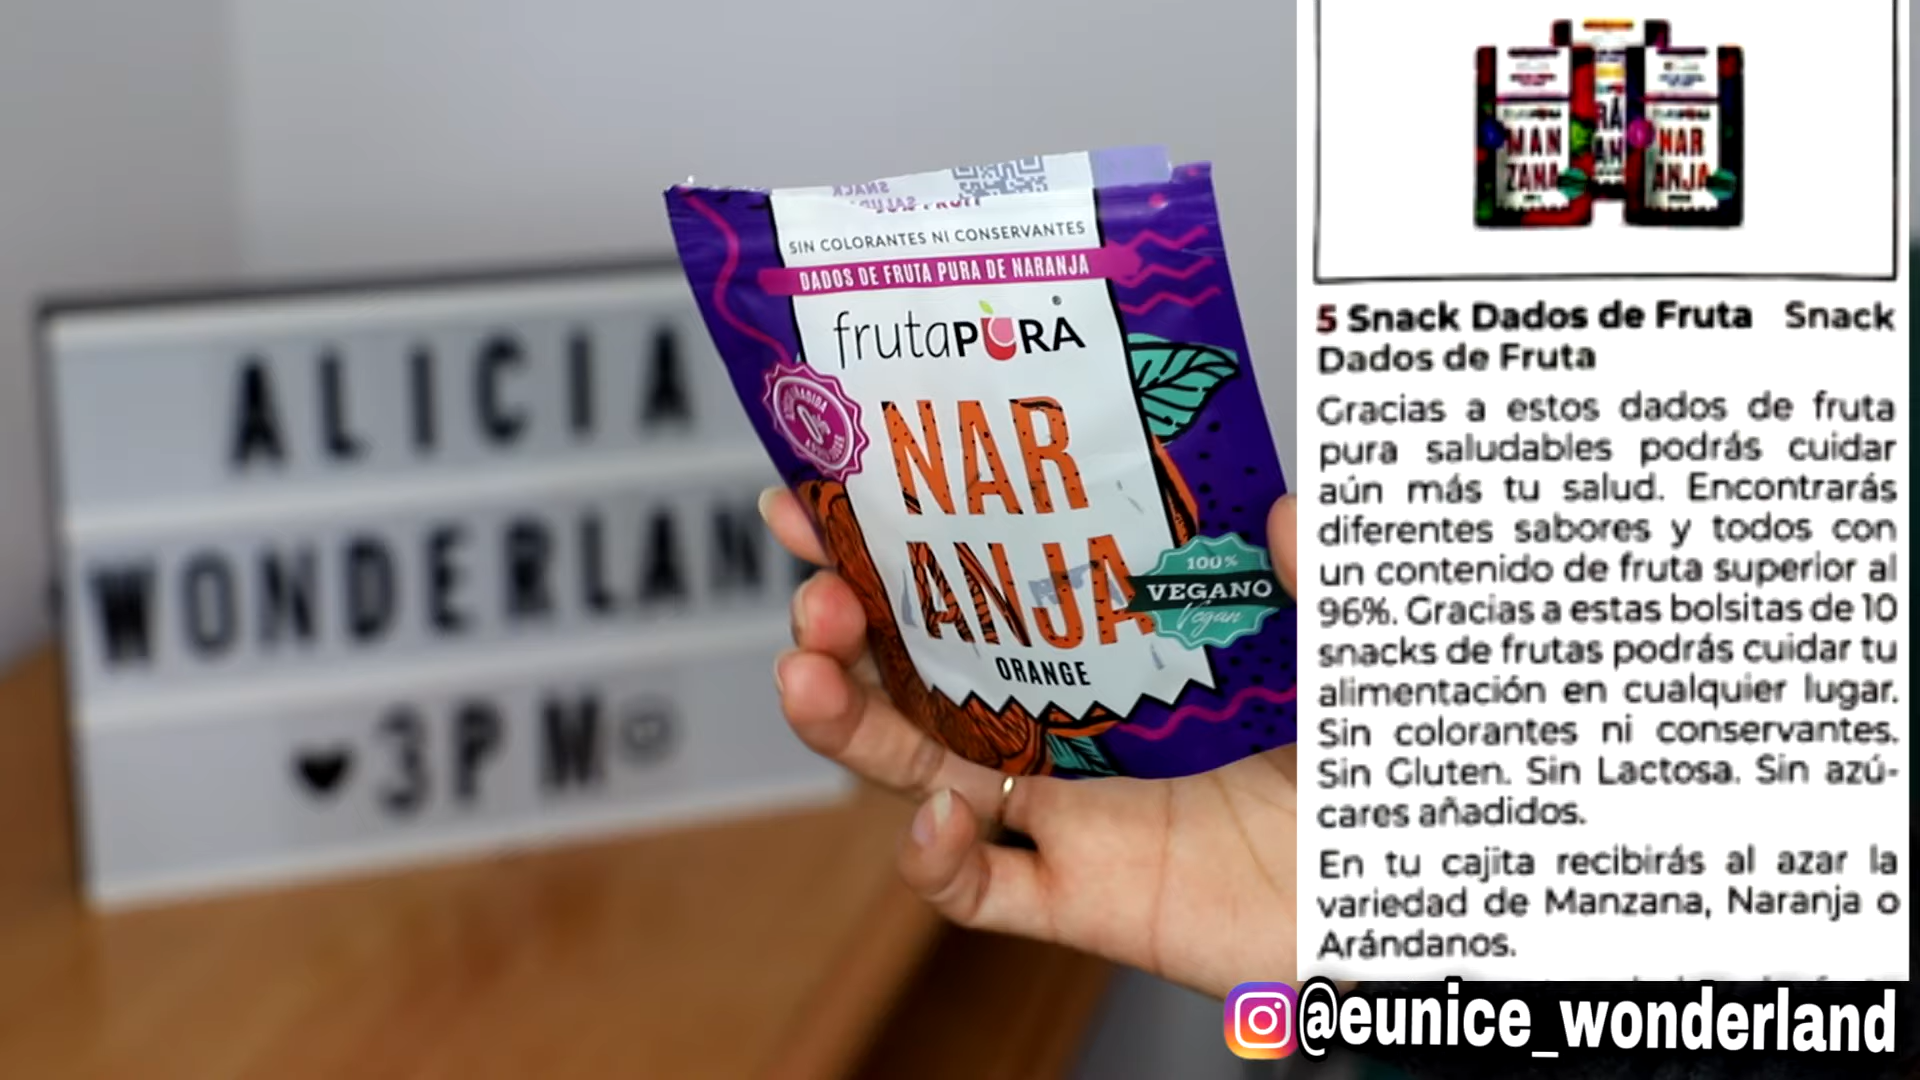 ALICIA
WONDERLAN
♥3PM
SNACK
SALUD
SIN COLORANTES NI CONSERVANTES
DADOS DE FRUTA PURA DE NARANJA
frutaPURA®
0%
NAR
ANJA
100%
VEGANO
Vegan
ORANGE
MAN
ZANA
NAR
ANJA
5 Snack Dados de Fruta Snack
Dados de Fruta
Gracias a estos dados de fruta
pura saludables podrás cuidar
aún más tu salud. Encontrarás
diferentes sabores y todos con
un contenido de fruta superior al
96%. Gracias a estas bolsitas de 10
snacks de frutas podrás cuidar tu
alimentación en cualquier lugar.
Sin colorantes ni conservantes.
Sin Gluten. Sin Lactosa. Sin azú-
cares añadidos.
En tu cajita recibirás al azar la
variedad de Manzana, Naranja o
Arándanos.
@eunice_wonderland